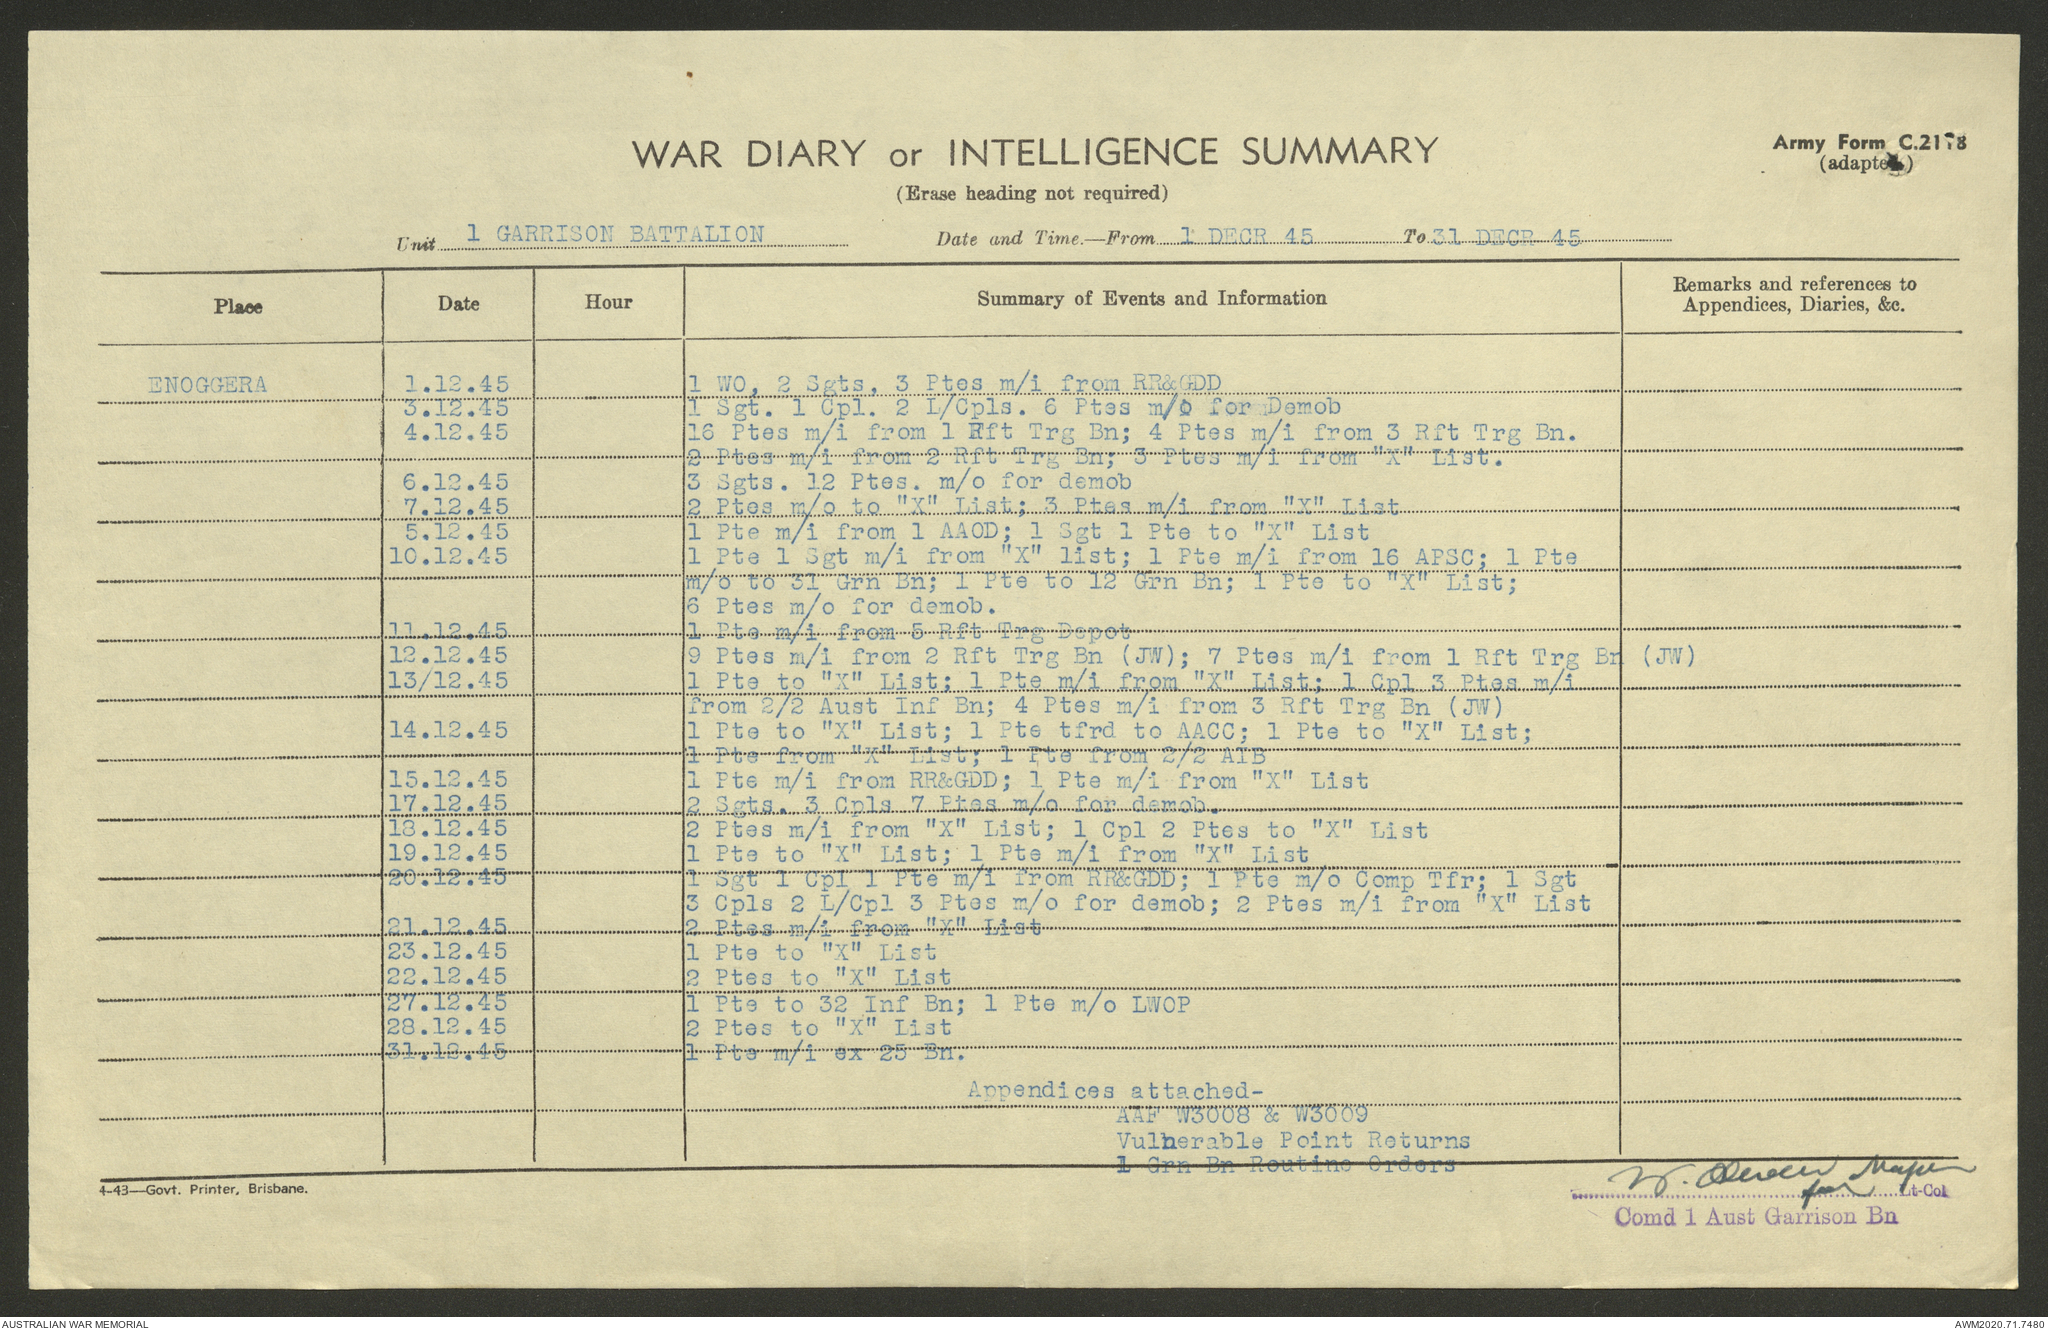 WAR DIARY or INTELLIGENCE SUMMARY
Army Form C.2118
(Erase heading not required)
(adapted)
Unit 1 GARRISON BATTALION Date and Time.—From 1 DECR 45 To 31 DECR 45
Place Date Hour Summary of Events and Information Remarks and references to
Appendices, Diaries, &c.
ENOGGERA 1.12.45 1 WO, 2 Sgts, 3 Ptes m/i from RR&GDD
3.12.45 1 Sgt. 1 Cpl. 2 L/Cpls. 6 Ptes m/o for Demob
4.12.45 16 Ptes m/i from 1 Rft Trg Bn; 4 Ptes m/i from 3 Rft Trg Bn.
2 Ptes m/i from 2 Rft Trg Bn; 3 Ptes m/i from "X" List.
6.12.45 3 Sgts. 12 Ptes. m/o for demob
7.12.45 2 Ptes m/o to "X" List; 3 Ptes m/i from "X" List
5.12.45 1 Pte m/i from 1 AAOD; 1 Sgt 1 Pte to "X" List
10.12.45 1 Pte 1 Sgt m/i from "X" list; 1 Pte m/i from 16 APSC; 1 Pte
m/o to 31 Grn Bn; 1 Pte to 12 Grn Bn; 1 Pte to "X" List;
6 Ptes m/o for demob.
11.12.45 1 Pte m/i from 5 Rft Trg Depot
12.12.45 9 Ptes m/i from 2 Rft Trg Bn (JW); 7 Ptes m/i from 1 Rft Trg Bn (JW)
13/12.45 1 Pte to "X" List; 1 Pte m/i from "X" List; 1 Cpl 3 Ptes m/i
from 2/2 Aust Inf Bn; 4 Ptes m/i from 3 Rft Trg Bn (JW)
14.12.45 1 Pte to "X" List; 1 Pte tfrd to AACC; 1 Pte to "X" List;
1 Pte from "X" List; 1 Pte from 2/2 AIB
15.12.45 1 Pte m/i from RR&GDD; 1 Pte m/i from "X" List
17.12.45 2 Sgts. 3 Cpls 7 Ptes m/o for demob.
18.12.45 2 Ptes m/i from "X" List; 1 Cpl 2 Ptes to "X" List
19.12.45 1 Pte to "X" List; 1 Pte m/i from "X" List
20.12.45 1 Sgt 1 Cpl 1 Pte m/i from RR&GDD; 1 Pte m/o Comp Tfr; 1 Sgt
3 Cpls 2 L/Cpl 3 Ptes m/o for demob; 2 Ptes m/i from "X" List
21.12.45 2 Ptes m/i from "X" List
23.12.45 1 Pte to "X" List
22.12.45 2 Ptes to "X" List
27.12.45 1 Pte to 32 Inf Bn; 1 Pte m/o LWOP
28.12.45 2 Ptes to "X" List
31.12.45 1 Pte m/i ex 25 Bn.
Appendices attached-
AAF W3008 & W3009
Vulnerable Point Returns
1 Grn Bn Routine Orders
4-43—Govt. Printer, Brisbane.
W. Major
for Lt-Col
Comd 1 Aust Garrison Bn
AUSTRALIAN WAR MEMORIAL
AWM2020.71.7480